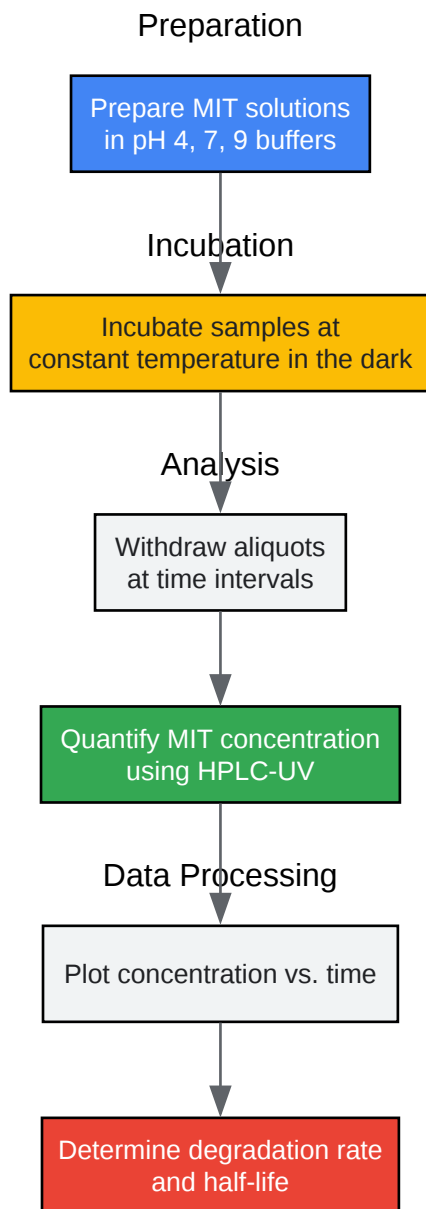 Preparation
Prepare MIT solutions
in pH 4, 7, 9 buffers
Incubation
Incubate samples at
constant temperature in the dark
Analysis
Withdraw aliquots
at time intervals
Quantify MIT concentration
using HPLC-UV
Data Processing
Plot concentration vs. time
Determine degradation rate
and half-life